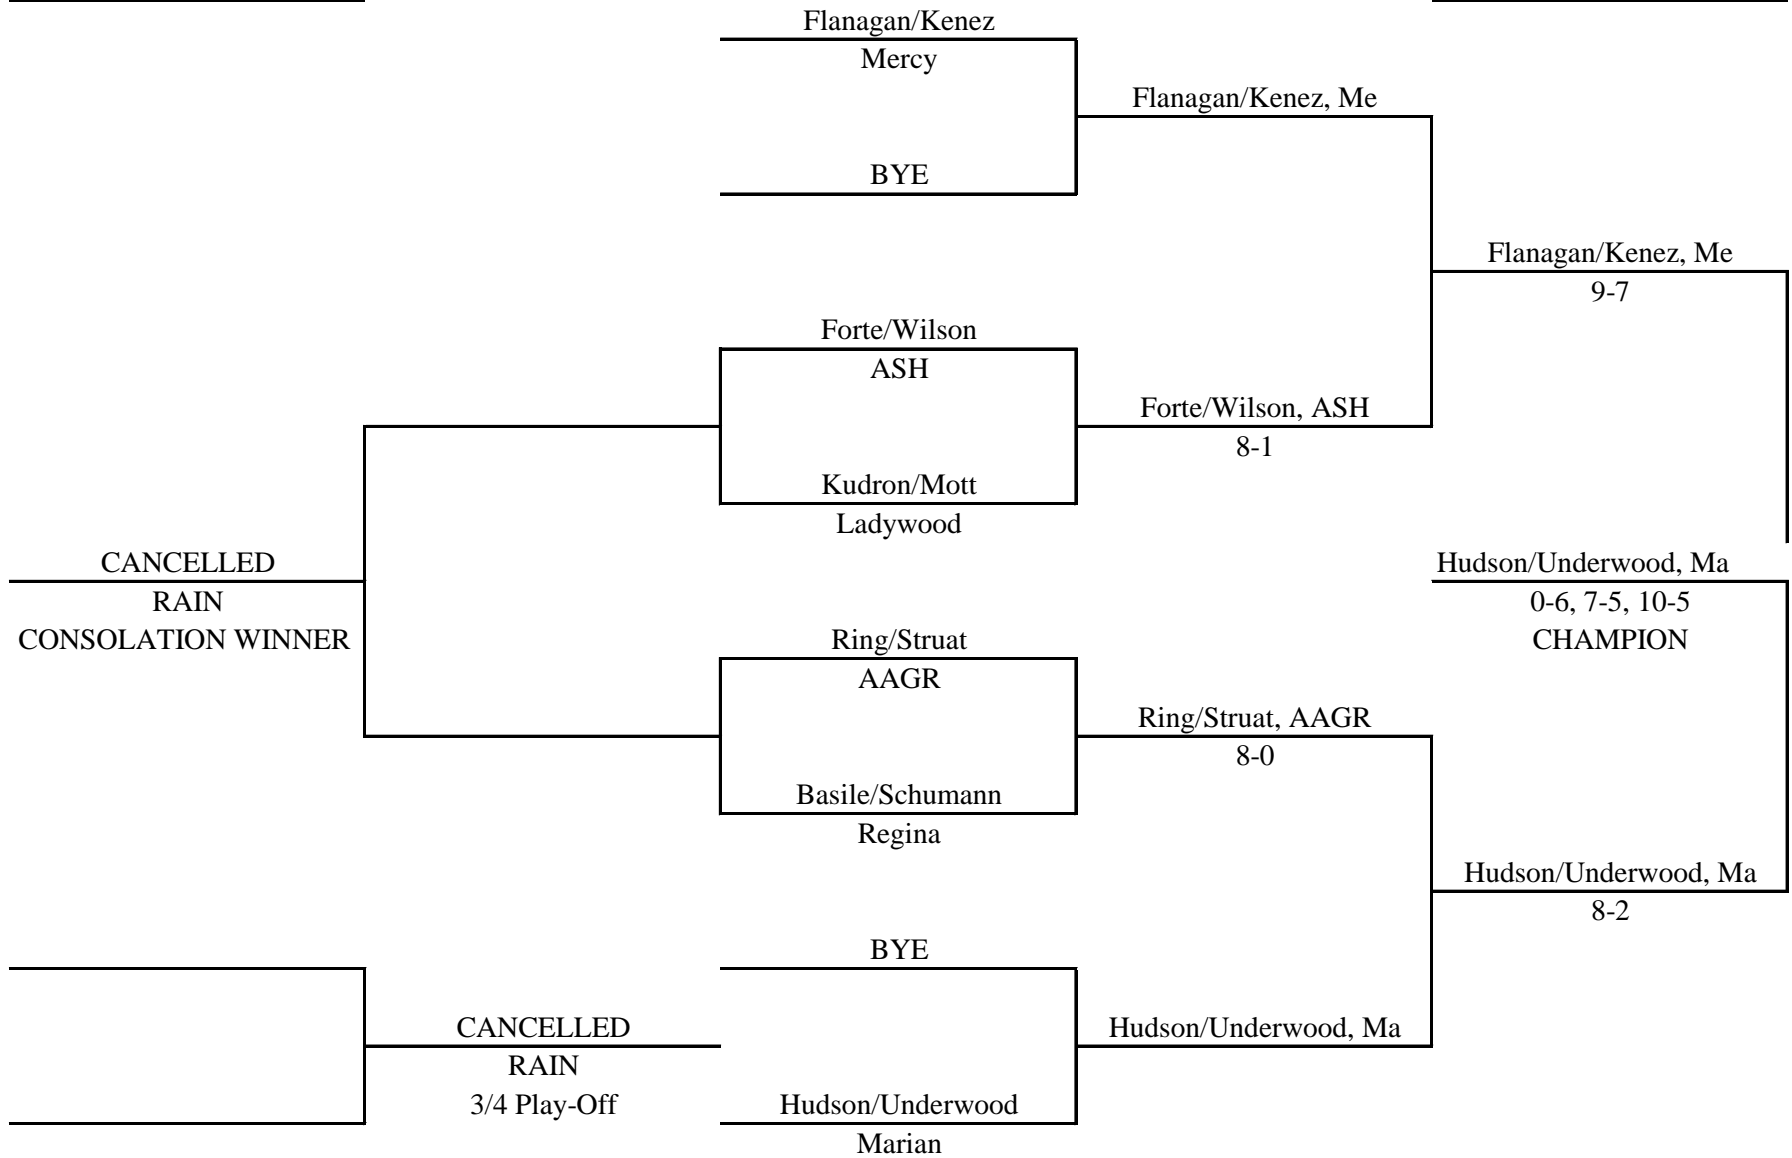 Flanagan/Kenez
Mercy
Flanagan/Kenez, Me
BYE
Flanagan/Kenez, Me
9-7
Forte/Wilson
ASH
Forte/Wilson, ASH
8-1
Kudron/Mott
Ladywood
CANCELLED
RAIN
CONSOLATION WINNER
Hudson/Underwood, Ma
0-6, 7-5, 10-5
CHAMPION
Ring/Struat
AAGR
Ring/Struat, AAGR
8-0
Basile/Schumann
Regina
Hudson/Underwood, Ma
8-2
BYE
CANCELLED
RAIN
3/4 Play-Off
Hudson/Underwood, Ma
Hudson/Underwood
Marian